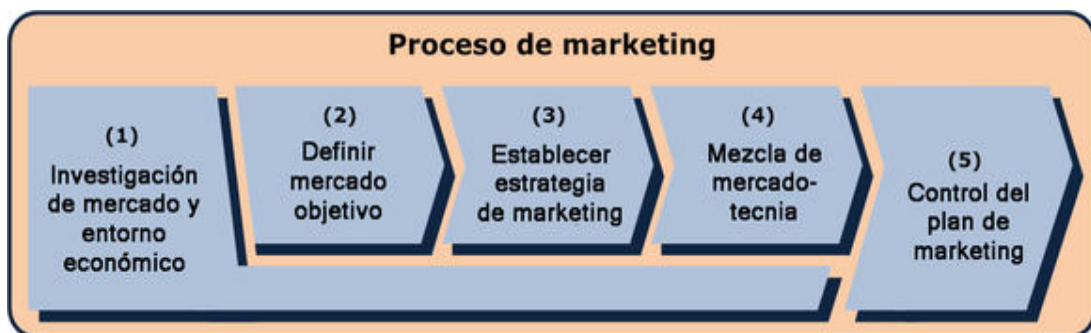 Proceso de marketing
(1)
Investigación
de mercado y
entorno
económico
(2)
Definir
mercado
objetivo
(3)
Establecer
estrategia
de marketing
(4)
Mezcla de
mercado-
tecnia
(5)
Control del
plan de
marketing